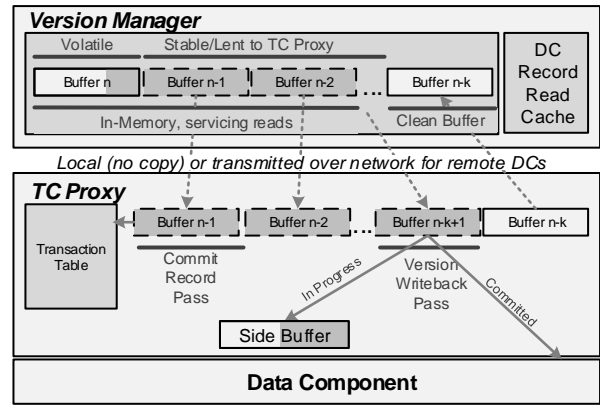 Version Manager
Volatile
Stable/Lent to TC Proxy
Buffer n
Buffer n-1
Buffer n-2
...
Buffer n-k
In-Memory, servicing reads
Clean Buffer
DC
Record
Read
Cache
Local (no copy) or transmitted over network for remote DCs
TC Proxy
Transaction
Table
Buffer n-1
Buffer n-2
...
Buffer n-k+1
Buffer n-k
Commit
Record
Pass
Version
Writeback
Pass
In Progress
Committed
Side Buffer
Data Component